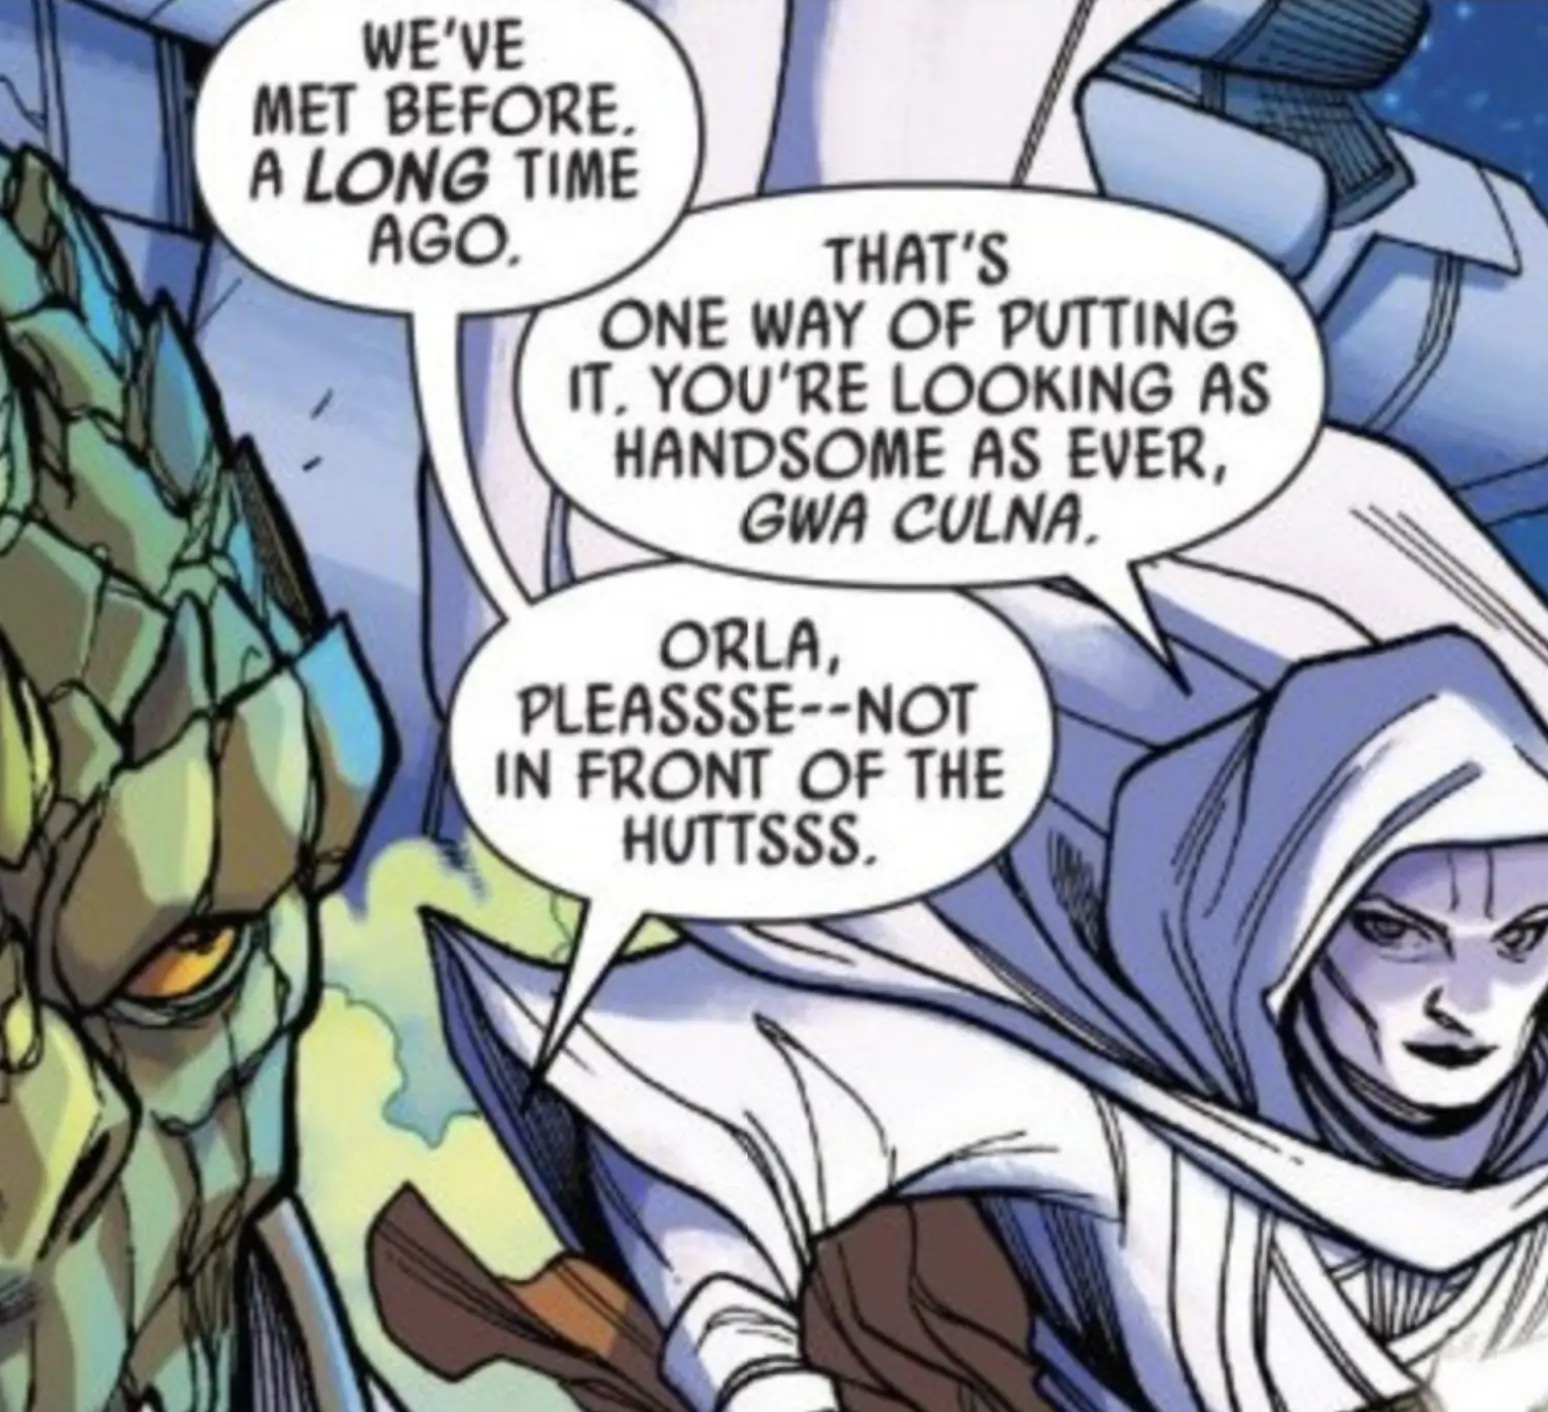 WE'VE
MET BEFORE.
A LONG TIME
AGO.
THAT'S
ONE WAY OF PUTTING
IT. YOU'RE LOOKING AS
HANDSOME AS EVER,
GWA CULNA.
ORLA,
PLEASSSE--NOT
IN FRONT OF THE
HUTTSSS.